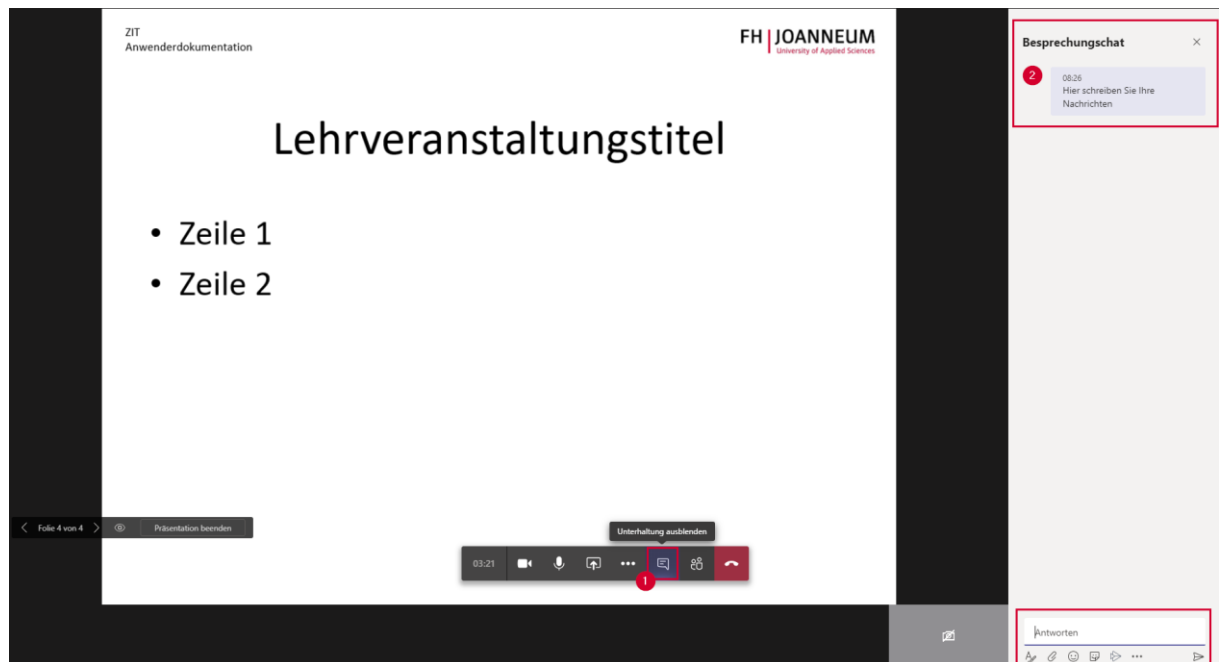 ZIT
Anwenderdokumentation
FH | JOANNEUM
University of Applied Sciences
Lehrveranstaltungstitel
• Zeile 1
• Zeile 2
Folie 4 von 4
Präsentation beenden
Unterhaltung ausblenden
03:21
1
Besprechungschat
2
08:26
Hier schreiben Sie Ihre
Nachrichten
Antworten